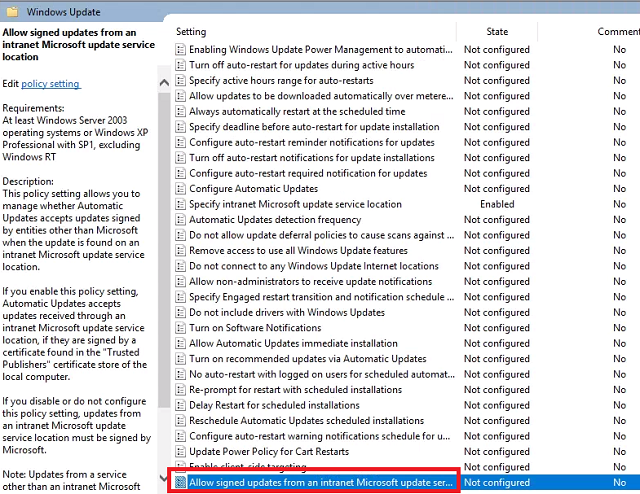 Windows Update
Allow signed updates from an
intranet Microsoft update service
location
Edit policy setting
Requirements:
At least Windows Server 2003
operating systems or Windows XP
Professional with SP1, excluding
Windows RT
Description:
This policy setting allows you to
manage whether Automatic
Updates accepts updates signed
by entities other than Microsoft
when the update is found on an
intranet Microsoft update service
location.
If you enable this policy setting,
Automatic Updates accepts
updates received through an
intranet Microsoft update service
location, if they are signed by a
certificate found in the "Trusted
Publishers" certificate store of the
local computer.
If you disable or do not configure
this policy setting, updates from
an intranet Microsoft update
service location must be signed by
Microsoft.
Note: Updates from a service
other than an intranet Microsoft
Setting State Comment
Enabling Windows Update Power Management to automati... Not configured No
Turn off auto-restart for updates during active hours Not configured No
Specify active hours range for auto-restarts Not configured No
Allow updates to be downloaded automatically over metere... Not configured No
Always automatically restart at the scheduled time Not configured No
Specify deadline before auto-restart for update installation Not configured No
Configure auto-restart reminder notifications for updates Not configured No
Turn off auto-restart notifications for update installations Not configured No
Configure auto-restart required notification for updates Not configured No
Configure Automatic Updates Not configured No
Specify intranet Microsoft update service location Enabled No
Automatic Updates detection frequency Not configured No
Do not allow update deferral policies to cause scans against ... Not configured No
Remove access to use all Windows Update features Not configured No
Do not connect to any Windows Update Internet locations Not configured No
Allow non-administrators to receive update notifications Not configured No
Specify Engaged restart transition and notification schedule ... Not configured No
Do not include drivers with Windows Updates Not configured No
Turn on Software Notifications Not configured No
Allow Automatic Updates immediate installation Not configured No
Turn on recommended updates via Automatic Updates Not configured No
No auto-restart with logged on users for scheduled automat... Not configured No
Re-prompt for restart with scheduled installations Not configured No
Delay Restart for scheduled installations Not configured No
Reschedule Automatic Updates scheduled installations Not configured No
Configure auto-restart warning notifications schedule for u... Not configured No
Update Power Policy for Cart Restarts Not configured No
Enable client-side targeting Not configured No
Allow signed updates from an intranet Microsoft update ser... Not configured No